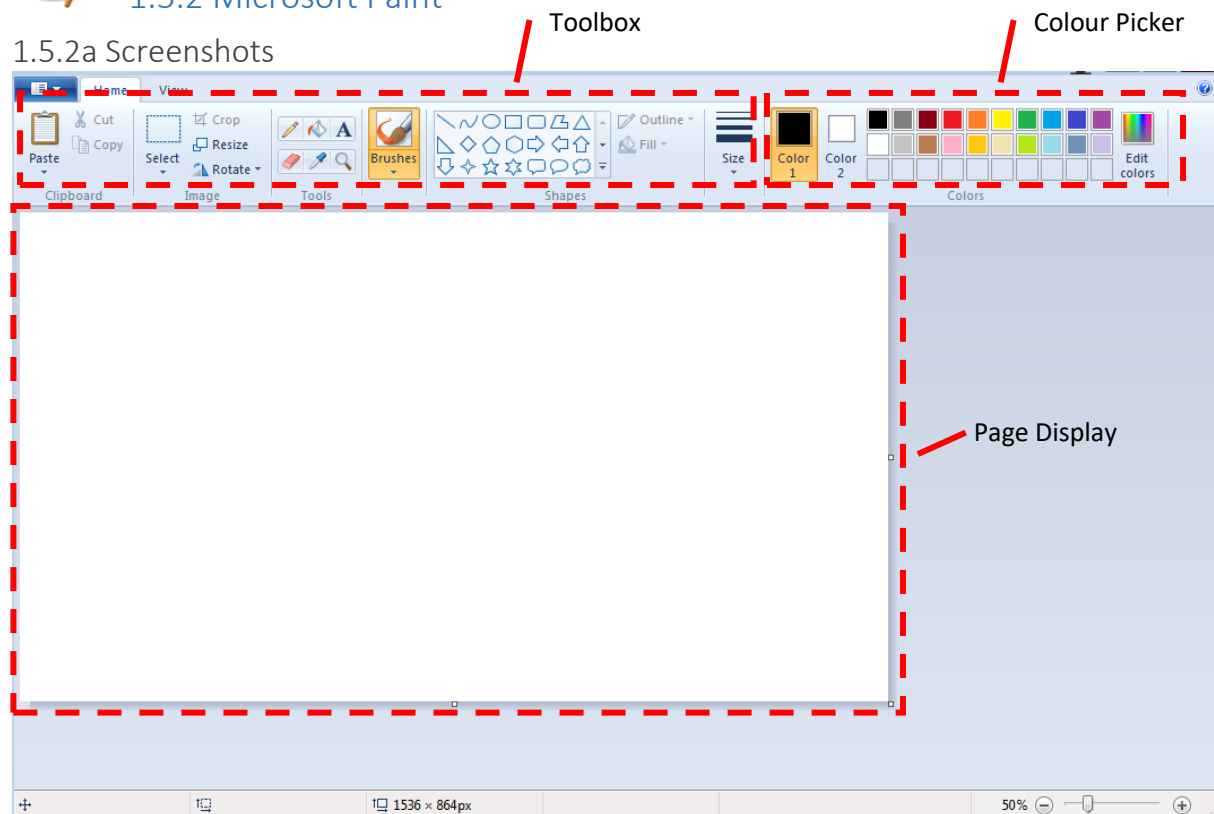 1.5.2 Microsoft Paint
Toolbox
Colour Picker
1.5.2a Screenshots
Home View
Cut
Copy
Paste
Clipboard
Crop
Resize
Rotate
Select
Image
A
Tools
Brushes
Outline
Fill
Shapes
Size
Color 1
Color 2
Edit colors
Colors
Page Display
1536 × 864px
50%